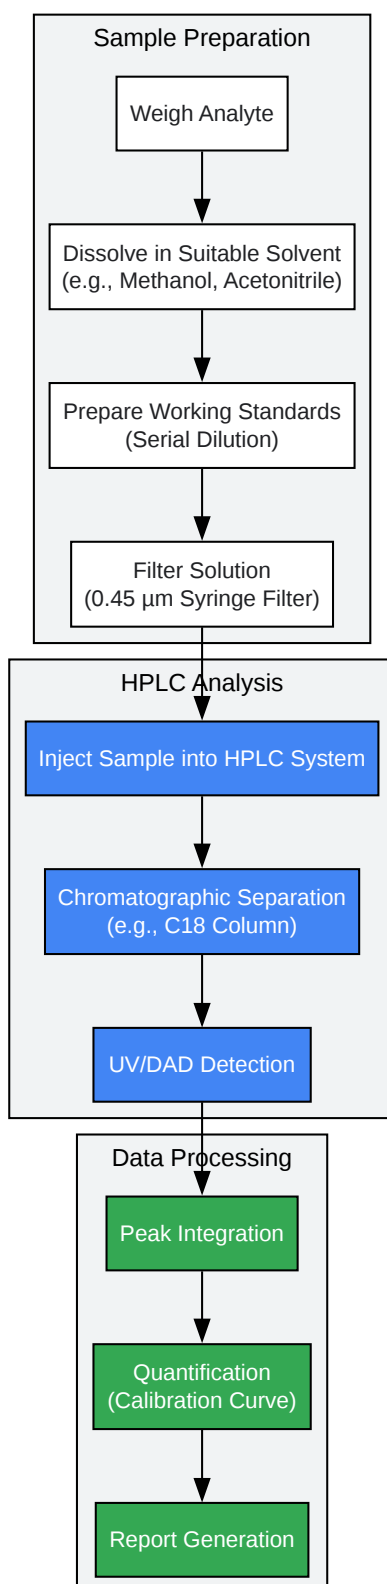 Sample Preparation
Weigh Analyte
Dissolve in Suitable Solvent
(e.g., Methanol, Acetonitrile)
Prepare Working Standards
(Serial Dilution)
Filter Solution
(0.45 µm Syringe Filter)
HPLC Analysis
Inject Sample into HPLC System
Chromatographic Separation
(e.g., C18 Column)
UV/DAD Detection
Data Processing
Peak Integration
Quantification
(Calibration Curve)
Report Generation